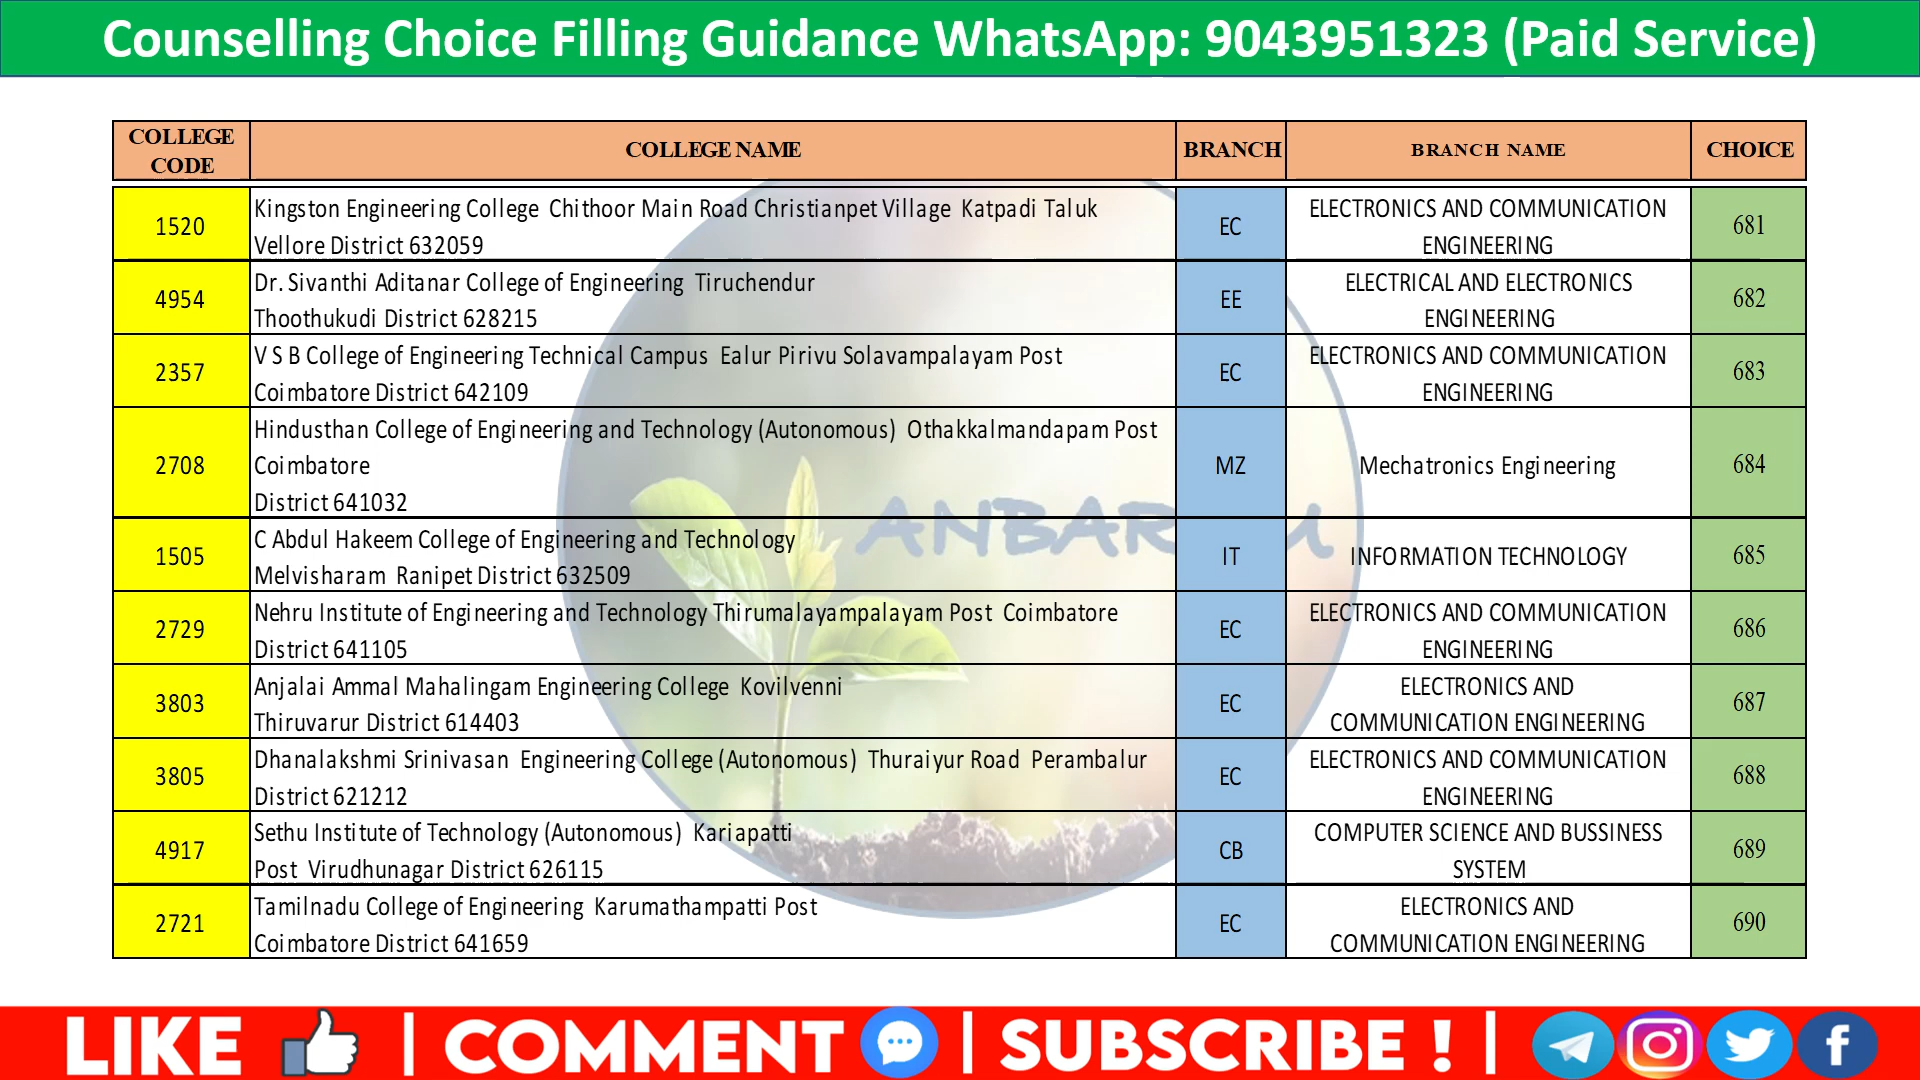 Counselling Choice Filling Guidance WhatsApp: 9043951323 (Paid Service)
COLLEGE
CODE
COLLEGE NAME
BRANCH
BRANCH NAME
CHOICE
1520
Kingston Engineering College Chithoor Main Road Christianpet Village Katpadi Taluk
Vellore District 632059
EC
ELECTRONICS AND COMMUNICATION
ENGINEERING
681
4954
Dr. Sivanthi Aditanar College of Engineering Tiruchendur
Thoothukudi District 628215
EE
ELECTRICAL AND ELECTRONICS
ENGINEERING
682
2357
V S B College of Engineering Technical Campus Ealur Pirivu Solavampalayam Post
Coimbatore District 642109
EC
ELECTRONICS AND COMMUNICATION
ENGINEERING
683
2708
Hindusthan College of Engineering and Technology (Autonomous) Othakkalmandapam Post
Coimbatore
District 641032
MZ
Mechatronics Engineering
684
1505
C Abdul Hakeem College of Engineering and Technology
Melvisharam Ranipet District 632509
IT
INFORMATION TECHNOLOGY
685
2729
Nehru Institute of Engineering and Technology Thirumalayampalayam Post Coimbatore
District 641105
EC
ELECTRONICS AND COMMUNICATION
ENGINEERING
686
3803
Anjalai Ammal Mahalingam Engineering College Kovilvenni
Thiruvarur District 614403
EC
ELECTRONICS AND
COMMUNICATION ENGINEERING
687
3805
Dhanalakshmi Srinivasan Engineering College (Autonomous) Thuraiyur Road Perambalur
District 621212
EC
ELECTRONICS AND COMMUNICATION
ENGINEERING
688
4917
Sethu Institute of Technology (Autonomous) Kariapatti
Post Virudhunagar District 626115
CB
COMPUTER SCIENCE AND BUSSINESS
SYSTEM
689
2721
Tamilnadu College of Engineering Karumathampatti Post
Coimbatore District 641659
EC
ELECTRONICS AND
COMMUNICATION ENGINEERING
690
LIKE | COMMENT | SUBSCRIBE ! |